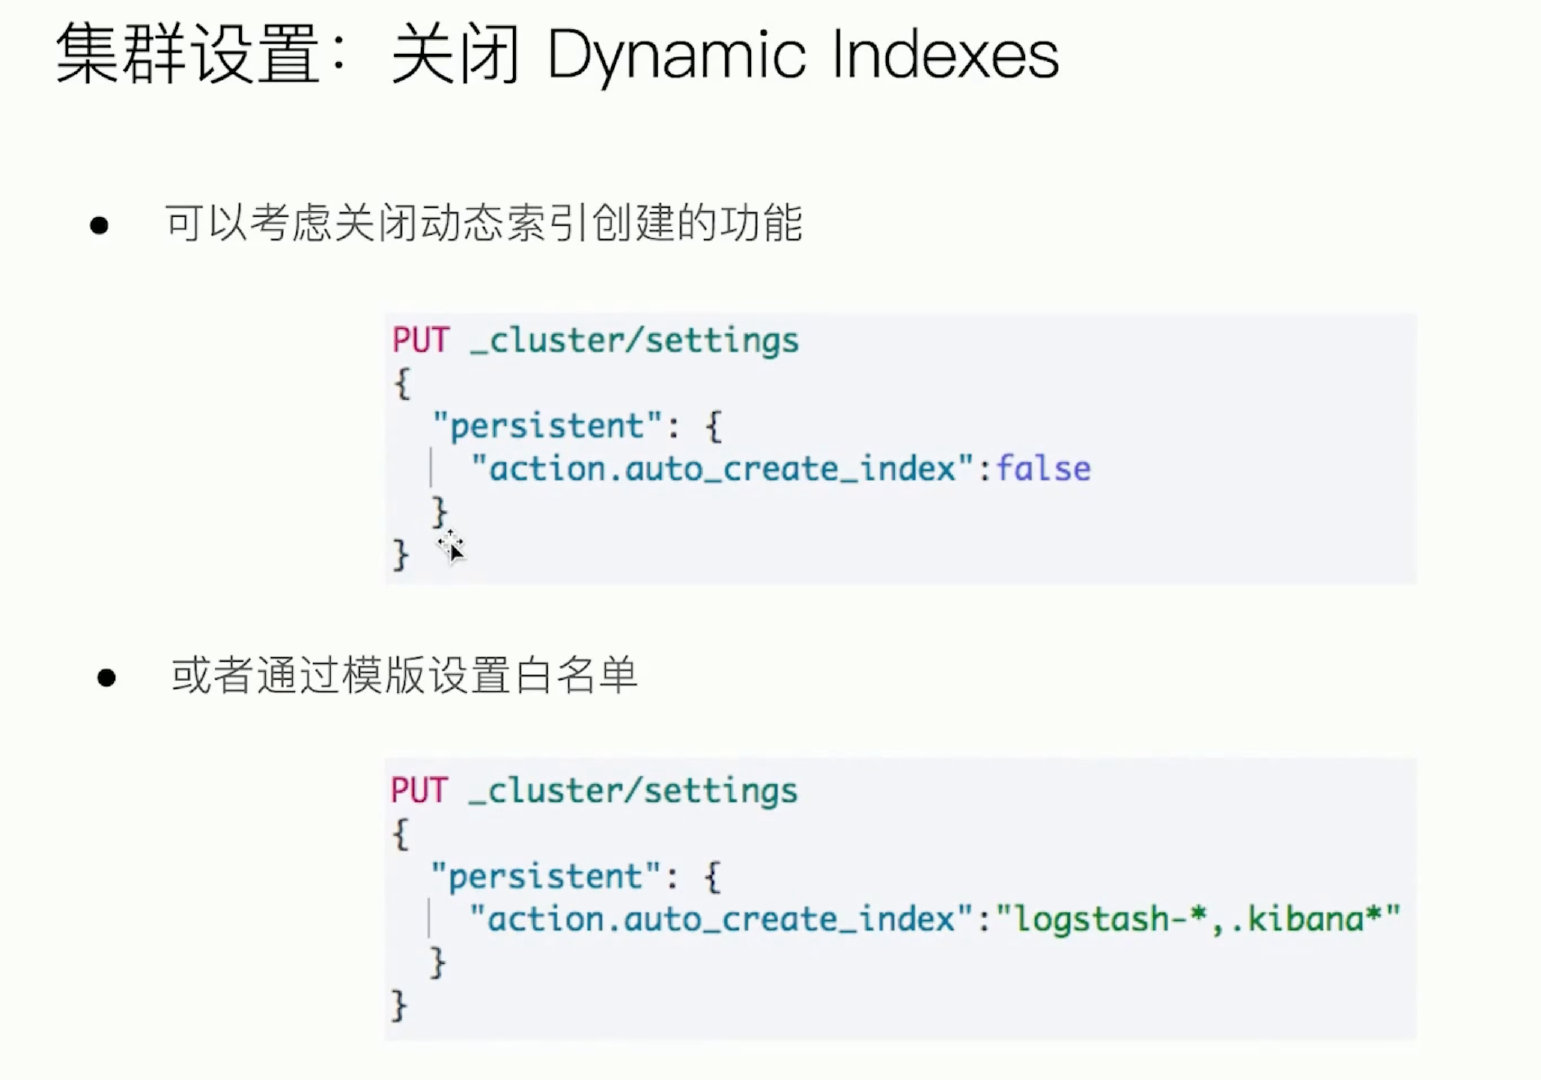 集群设置：关闭 Dynamic Indexes
● 可以考虑关闭动态索引创建的功能
PUT _cluster/settings
{
  "persistent": {
    "action.auto_create_index":false
  }
}
● 或者通过模版设置白名单
PUT _cluster/settings
{
  "persistent": {
    "action.auto_create_index":"logstash-*,.kibana*"
  }
}